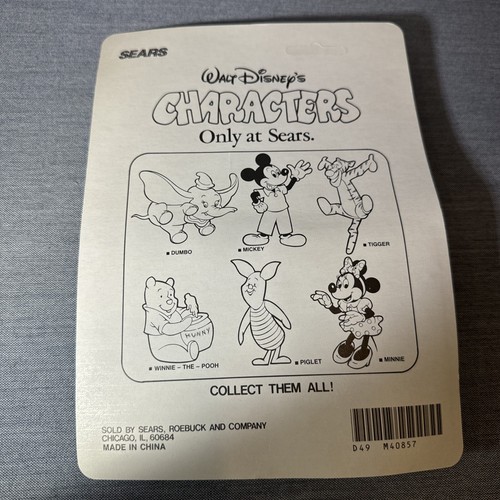 SEARS
WALT DISNEY'S
CHARACTERS
Only at Sears.
■ DUMBO
■ MICKEY
■ TIGGER
HUNNY
■ WINNIE – THE – POOH
■ PIGLET
■ MINNIE
COLLECT THEM ALL!
SOLD BY SEARS, ROEBUCK AND COMPANY
CHICAGO, IL, 60684
MADE IN CHINA
D49 M40857